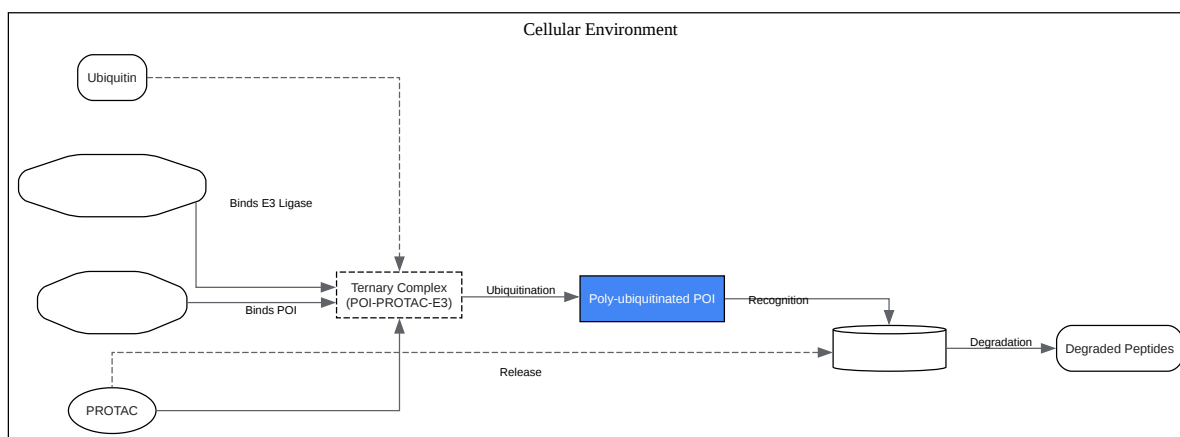 Cellular Environment
Ubiquitin
Binds E3 Ligase
Binds POI
Ternary Complex
(POI-PROTAC-E3)
Ubiquitination
Poly-ubiquitinated POI
Recognition
Degradation
Degraded Peptides
Release
PROTAC